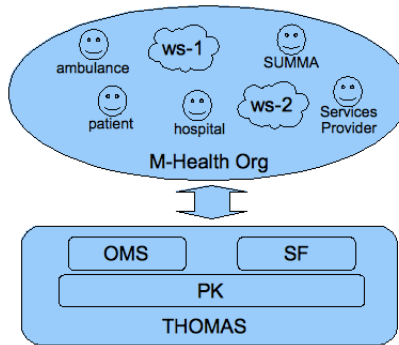 ws-1
ambulance
SUMMA
patient
hospital
ws-2
Services
Provider
M-Health Org
OMS
SF
PK
THOMAS